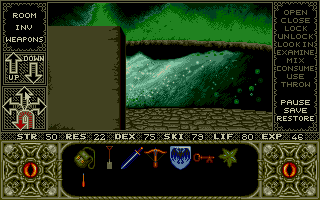 ROOM
INV
WEAPONS
UP
DOWN
OPEN
CLOSE
LOCK
UNLOCK
LOOK IN
EXAMINE
MIX
CONSUME
USE
THROW
PAUSE
SAVE
RESTORE
STR 50 RES 22 DEX 75 SKI 79 LIF 80 EXP 46